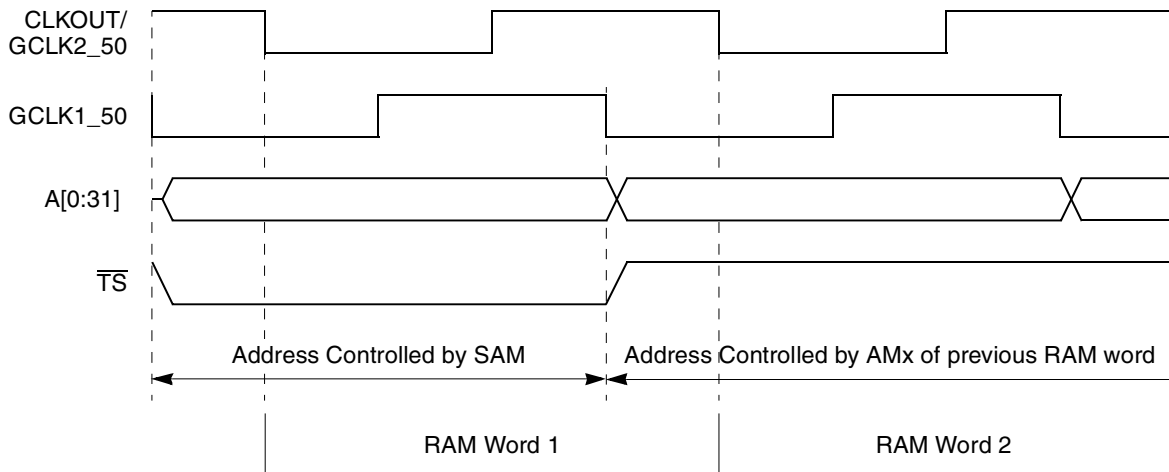 CLKOUT/
GCLK2_50
GCLK1_50
A[0:31]
TS
Address Controlled by SAM
Address Controlled by AMx of previous RAM word
RAM Word 1
RAM Word 2